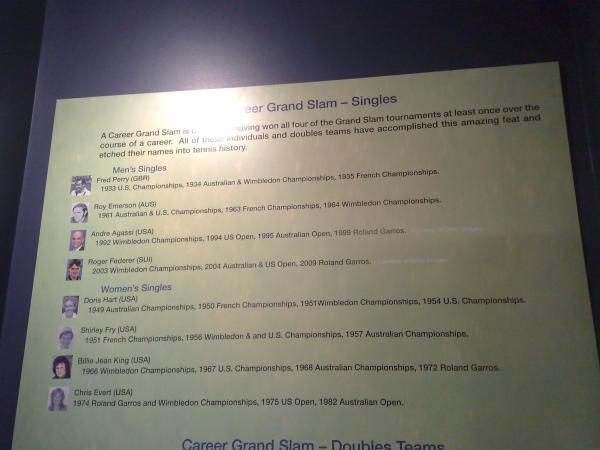 eer Grand Slam – Singles
A Career Grand Slam is having won all four of the Grand Slam tournaments at least once over the
course of a career. All of these individuals and doubles teams have accomplished this amazing feat and
etched their names into tennis history.
Men's Singles
Fred Perry (GBR)
1933 U.S. Championships, 1934 Australian & Wimbledon Championships, 1935 French Championships.
Roy Emerson (AUS)
1961 Australian & U.S. Championships, 1963 French Championships, 1964 Wimbledon Championships.
Andre Agassi (USA)
1992 Wimbledon Championships, 1994 US Open, 1995 Australian Open, 1999 Roland Garros.
Roger Federer (SUI)
2003 Wimbledon Championships, 2004 Australian & US Open, 2009 Roland Garros.
Women's Singles
Doris Hart (USA)
1949 Australian Championships, 1950 French Championships, 1951Wimbledon Championships, 1954 U.S. Championships.
Shirley Fry (USA)
1951 French Championships, 1956 Wimbledon & and U.S. Championships, 1957 Australian Championships.
Billie Jean King (USA)
1966 Wimbledon Championships, 1967 U.S. Championships, 1968 Australian Championships, 1972 Roland Garros.
Chris Evert (USA)
1974 Roland Garros and Wimbledon Championships, 1975 US Open, 1982 Australian Open.
Career Grand Slam – Doubles Teams